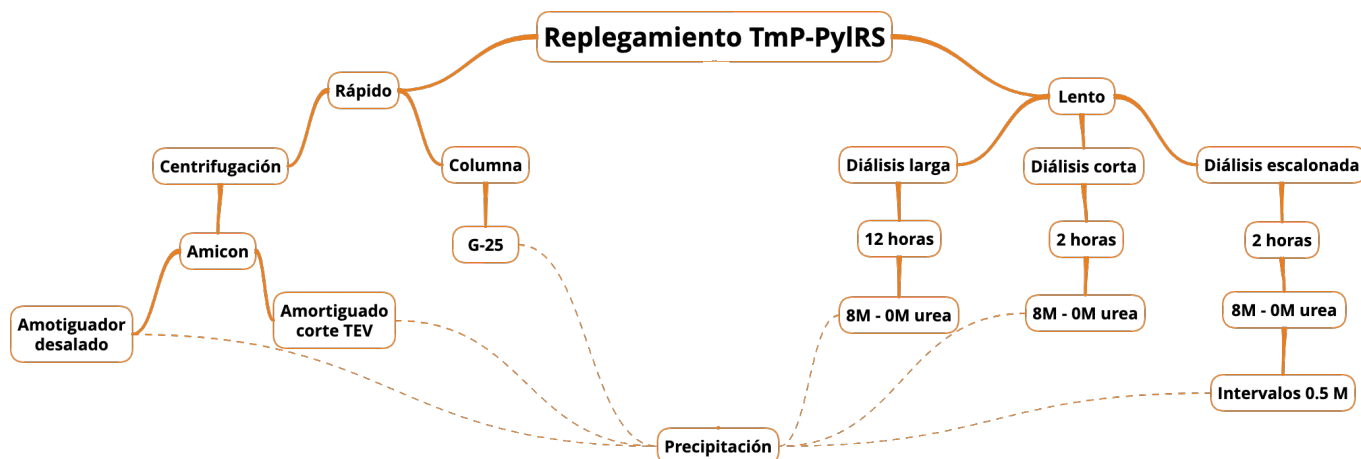 Replegamiento TmP-PylRS
Rápido
Lento
Centrifugación
Columna
Diálisis larga
Diálisis corta
Diálisis escalonada
Amicon
G-25
12 horas
2 horas
2 horas
Amotiguador
desalado
Amortiguado
corte TEV
8M - 0M urea
8M - 0M urea
8M - 0M urea
Intervalos 0.5 M
Precipitación